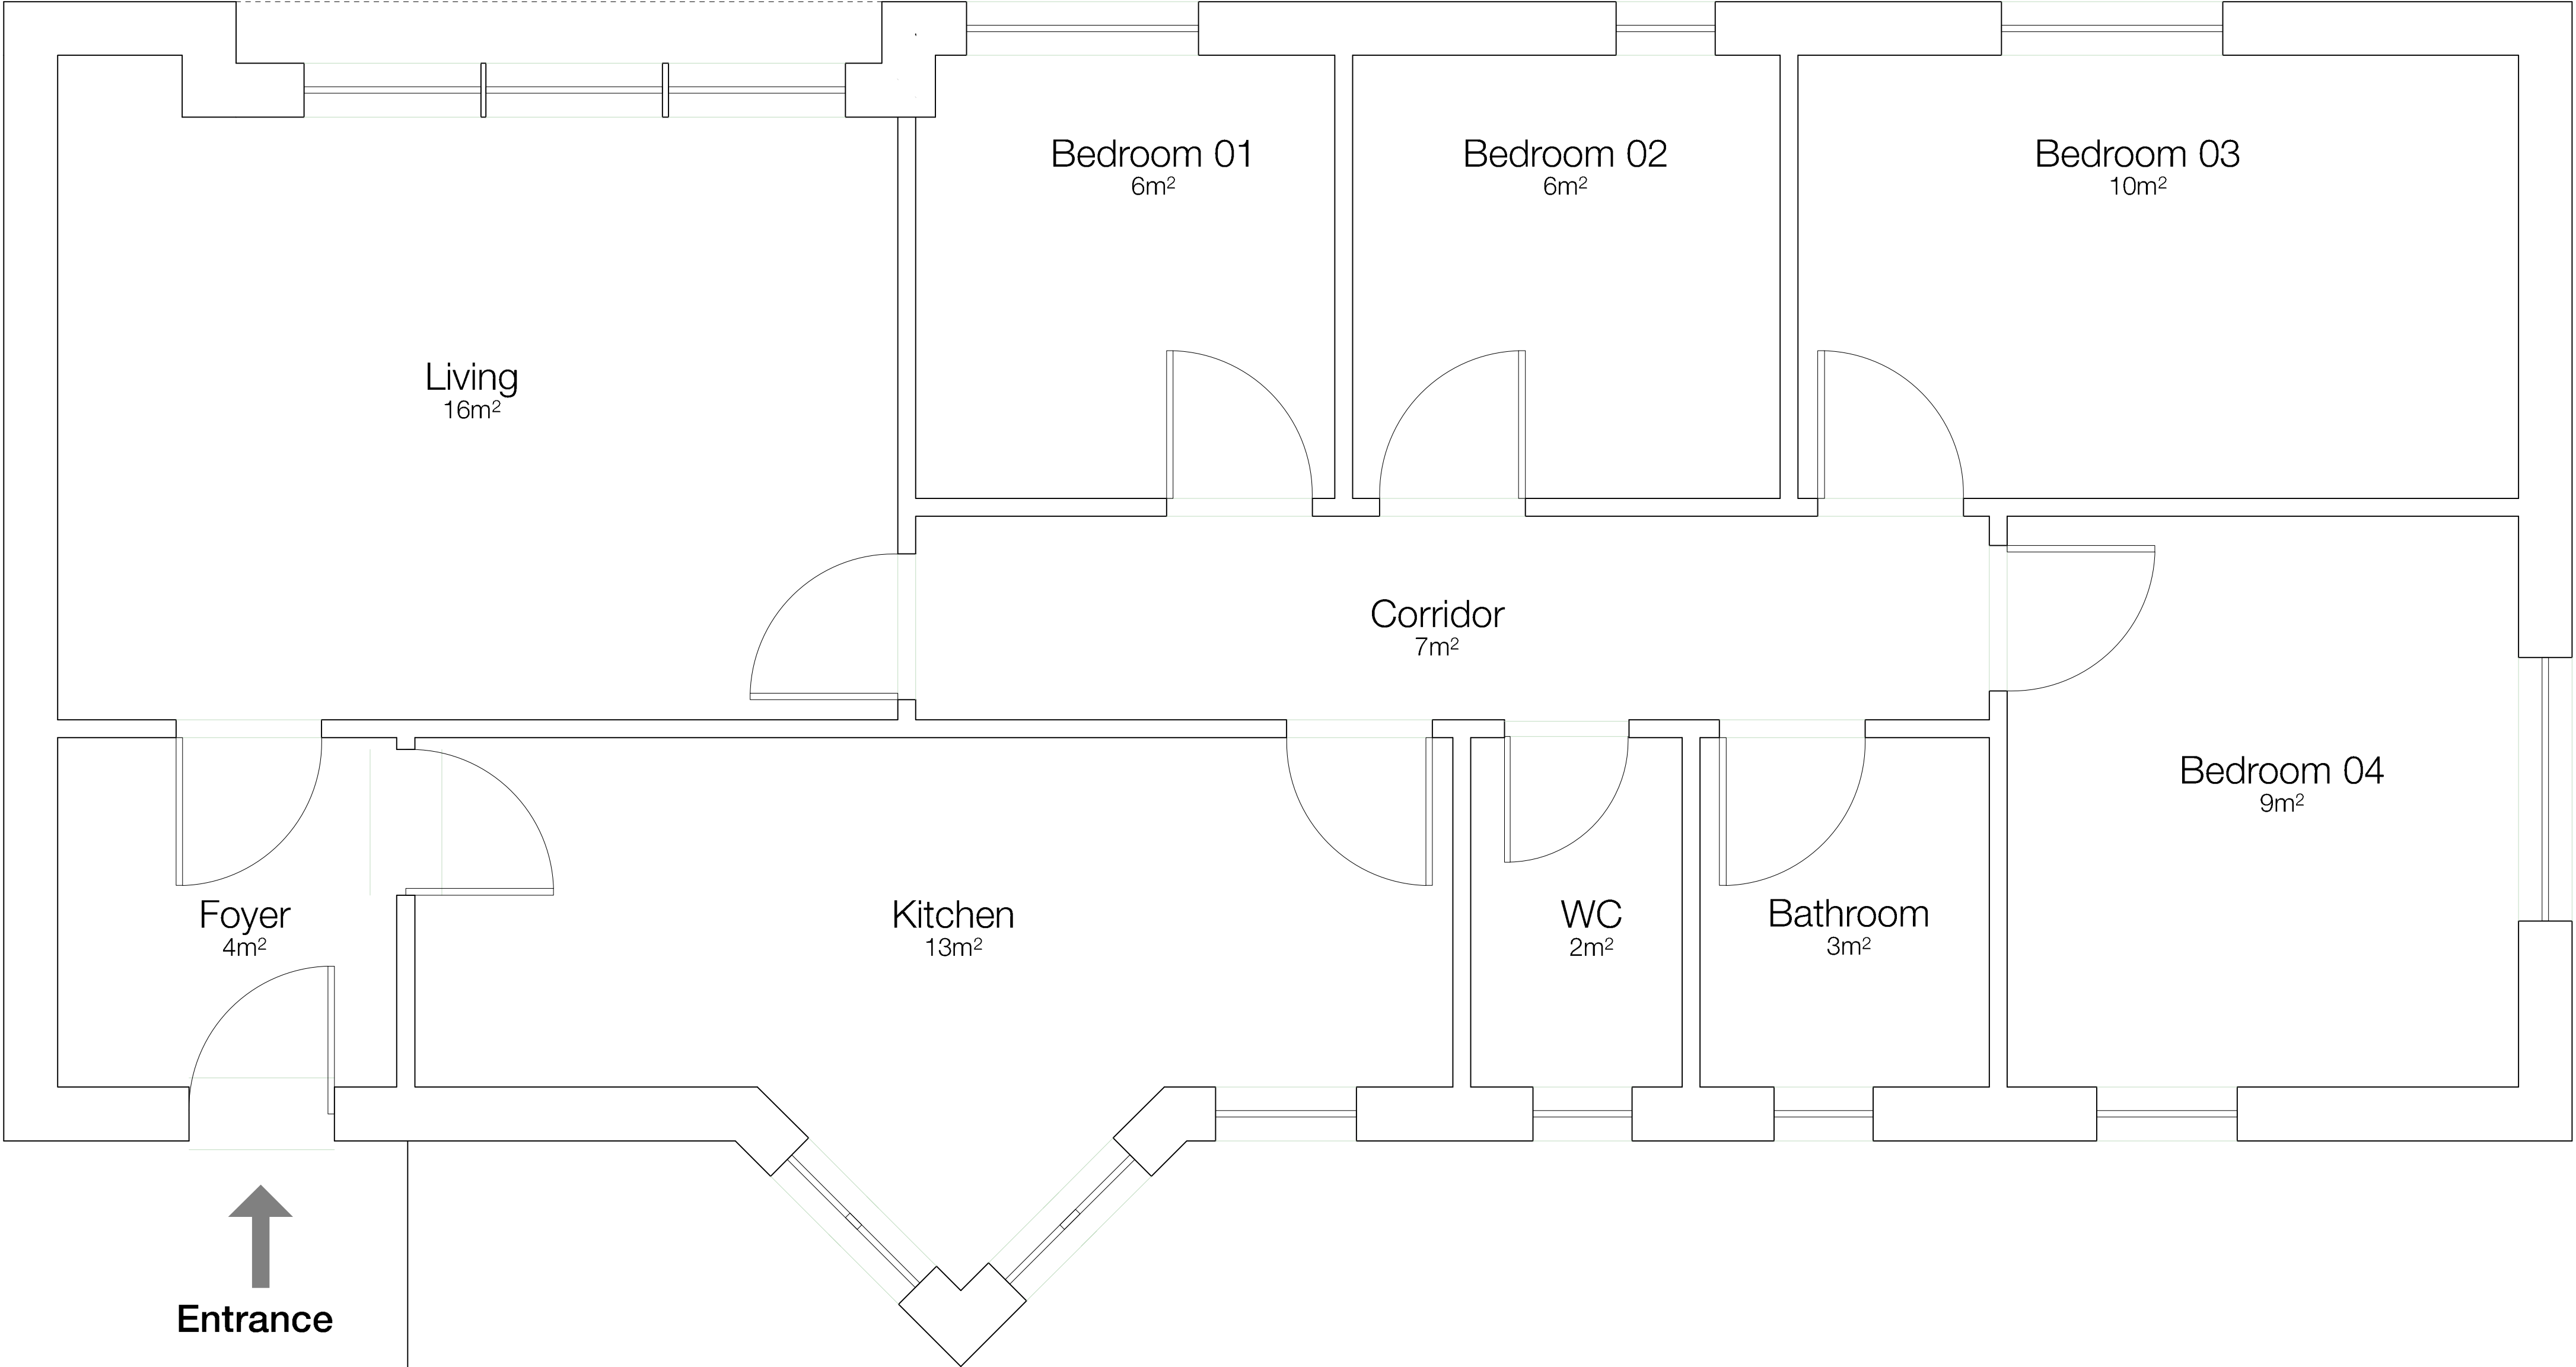 Bedroom 01
6m²
Bedroom 02
6m²
Bedroom 03
10m²
Living
16m²
Corridor
7m²
Bedroom 04
9m²
Foyer
4m²
Kitchen
13m²
WC
2m²
Bathroom
3m²
Entrance